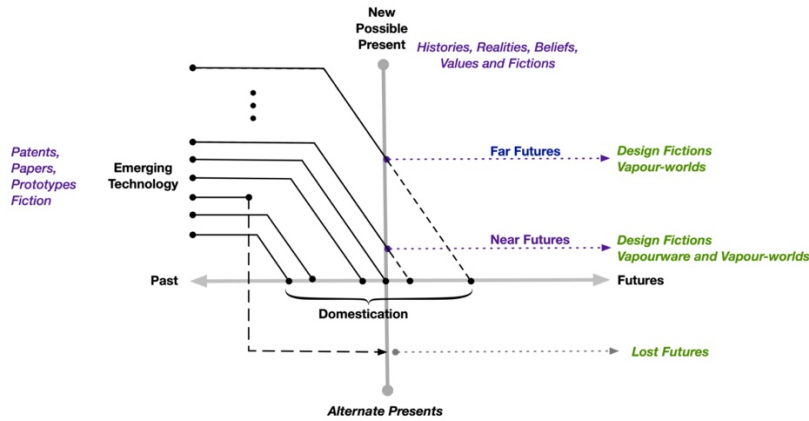 New
Possible
Present
Histories, Realities, Beliefs,
Values and Fictions
Patents,
Papers,
Prototypes
Fiction
Emerging
Technology
Far Futures
Design Fictions
Vapour-worlds
Near Futures
Design Fictions
Vapourware and Vapour-worlds
Past
Futures
Domestication
Lost Futures
Alternate Presents